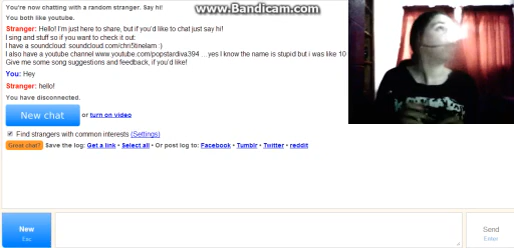 www.Bandicam.com
You're now chatting with a random stranger. Say hi!
You both like youtube.
Stranger: Hello! I'm just here to share, but if you'd like to chat just say hi!
I sing and stuff so if you want to check it out:
I have a soundcloud: soundcloud.com/chri5tinelam :)
I also have a youtube channel www.youtube.com/popstardiva394 ... yes I know the name is stupid but i was like 10
Give me some song suggestions and feedback, if you'd like!
You: Hey
Stranger: hello!
You have disconnected.
New chat or turn on video
Find strangers with common interests (Settings)
Great chat? Save the log: Get a link • Select all • Or post log to: Facebook • Tumblr • Twitter • reddit
New
Esc
Send
Enter